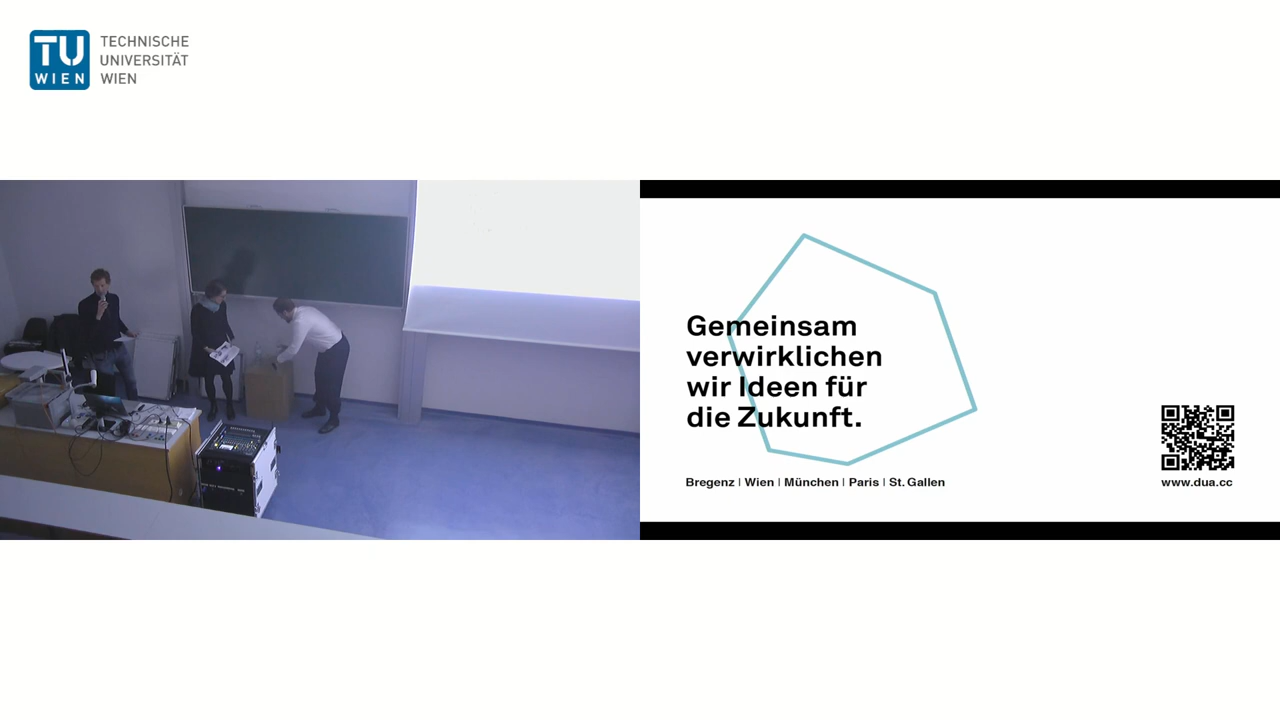 TU
WIEN
TECHNISCHE
UNIVERSITÄT
WIEN
Gemeinsam
verwirklichen
wir Ideen für
die Zukunft.
Bregenz | Wien | München | Paris | St. Gallen
www.dua.cc